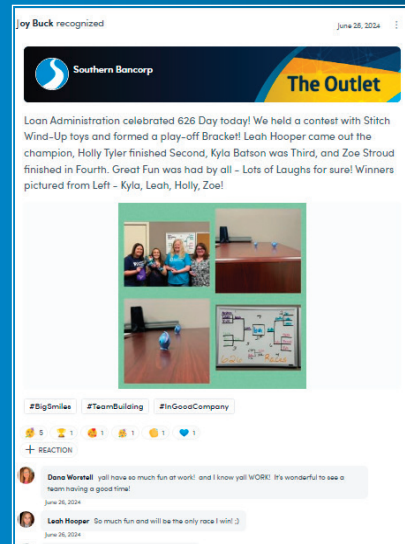 Joy Buck recognized
June 26, 2024
Southern Bancorp
The Outlet
Loan Administration celebrated 626 Day today! We held a contest with Stitch
Wind-Up toys and formed a play-off Bracket! Leah Hooper came out the
champion, Holly Tyler finished Second, Kyla Batson was Third, and Zoe Stroud
finished in Fourth. Great Fun was had by all - Lots of Laughs for sure! Winners
pictured from Left - Kyla, Leah, Holly, Zoe!
#BigSmiles #TeamBuilding #InGoodCompany
5 1 1 1 1 1
+ REACTION
Dana Worstell yall have so much fun at work! and I know yall WORK! It's wonderful to see a
team having a good time!
June 26, 2024
Leah Hooper So much fun and will be the only race I win! ;)
June 26, 2024